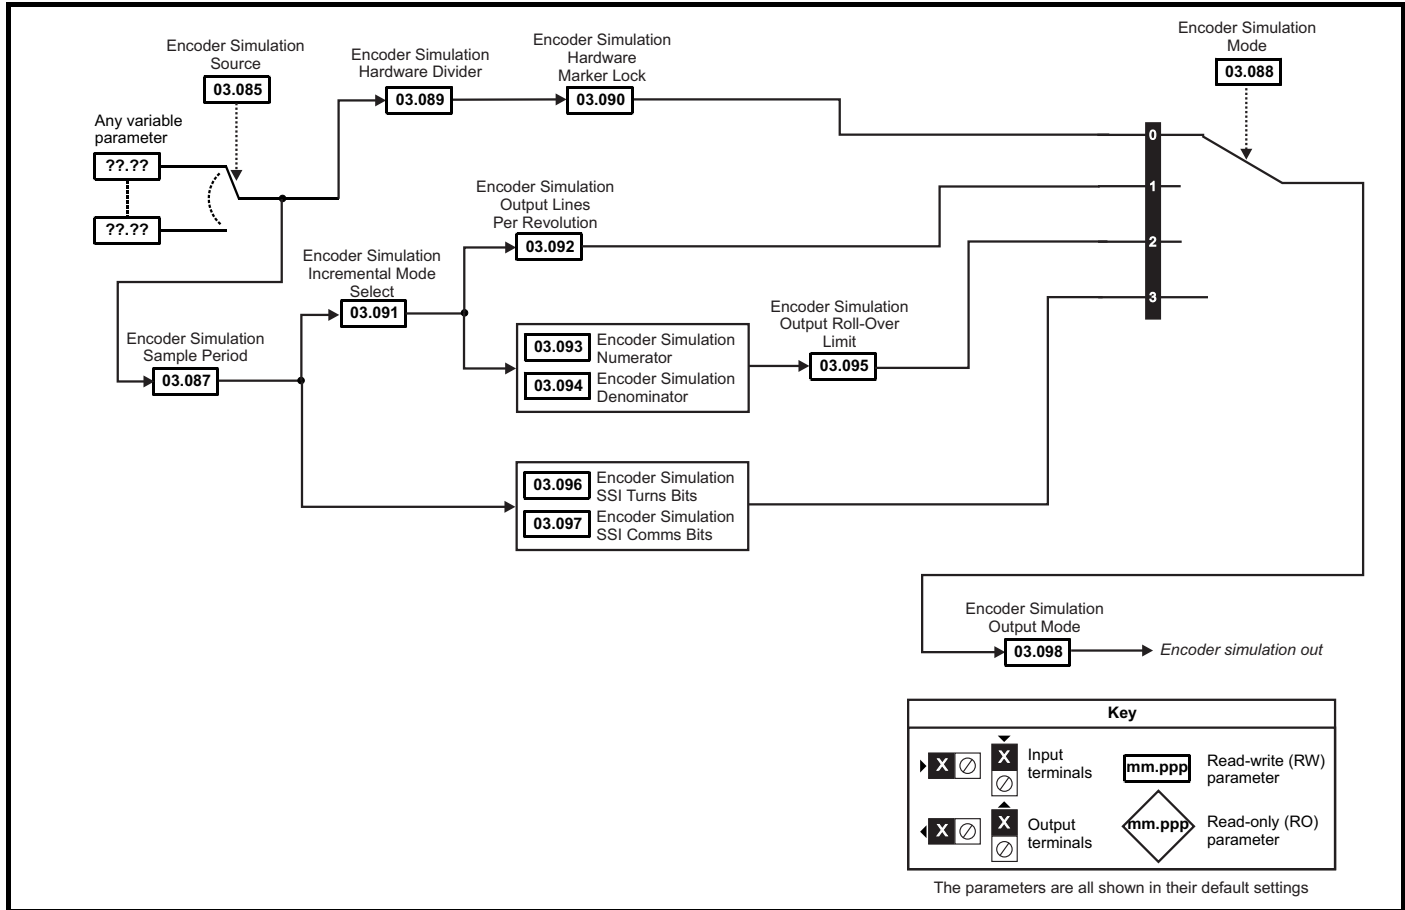 Encoder Simulation
Source
03.085
Encoder Simulation
Hardware Divider
03.089
Encoder Simulation
Hardware
Marker Lock
03.090
Encoder Simulation
Mode
03.088
Any variable
parameter
??.??
??.??
0
1
2
3
Encoder Simulation
Output Lines
Per Revolution
03.092
Encoder Simulation
Incremental Mode
Select
03.091
Encoder Simulation
Sample Period
03.087
03.093
Encoder Simulation
Numerator
03.094
Encoder Simulation
Denominator
Encoder Simulation
Output Roll-Over
Limit
03.095
03.096
Encoder Simulation
SSI Turns Bits
03.097
Encoder Simulation
SSI Comms Bits
Encoder Simulation
Output Mode
03.098
Encoder simulation out
Key
X
X
Input
terminals
mm.ppp
Read-write (RW)
parameter
X
X
Output
terminals
mm.ppp
Read-only (RO)
parameter
The parameters are all shown in their default settings